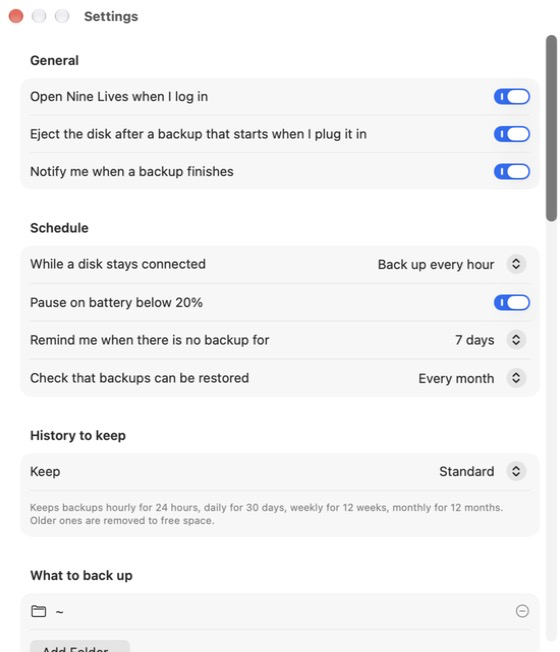 Settings
General
Open Nine Lives when I log in
Eject the disk after a backup that starts when I plug it in
Notify me when a backup finishes
Schedule
While a disk stays connected Back up every hour
Pause on battery below 20%
Remind me when there is no backup for 7 days
Check that backups can be restored Every month
History to keep
Keep Standard
Keeps backups hourly for 24 hours, daily for 30 days, weekly for 12 weeks, monthly for 12 months.
Older ones are removed to free space.
What to back up
~
Add Folder...